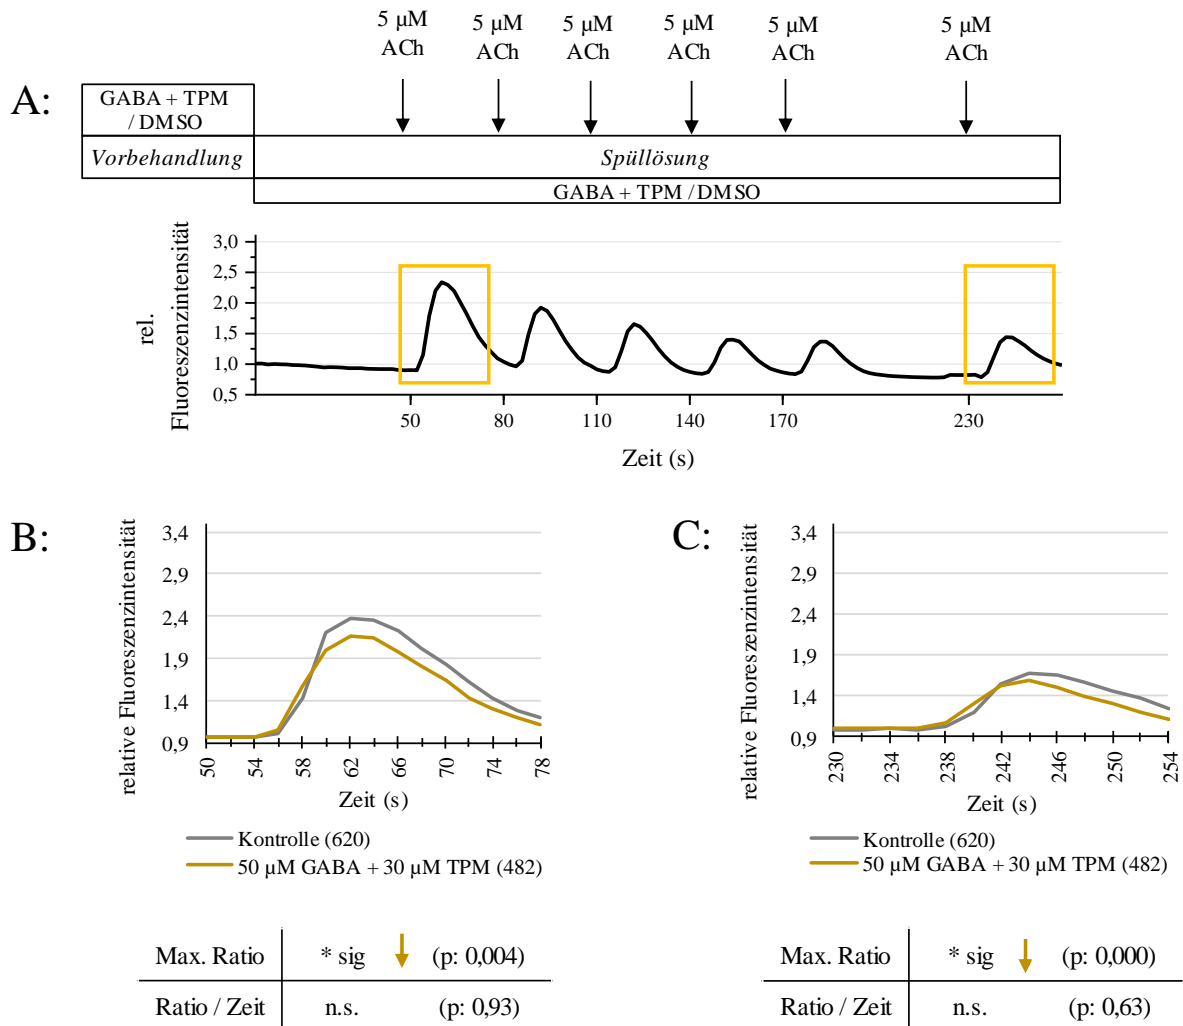 5 µM 5 µM 5 µM 5 µM 5 µM 5 µM
ACh ACh ACh ACh ACh ACh
A:
GABA + TPM
/ DMSO
Vorbehandlung
Spüllösung
GABA + TPM / DMSO
rel.
Fluoreszenzintensität
3,0
2,5
2,0
1,5
1,0
0,5
50 80 110 140 170 230
Zeit (s)
B:
relative Fluoreszenzintensität
3,4
2,9
2,4
1,9
1,4
0,9
50 54 58 62 66 70 74 78
Zeit (s)
Kontrolle (620)
50 µM GABA + 30 µM TPM (482)
Max. Ratio * sig (p: 0,004)
Ratio / Zeit n.s. (p: 0,93)
C:
relative Fluoreszenzintensität
3,4
2,9
2,4
1,9
1,4
0,9
230 234 238 242 246 250 254
Zeit (s)
Kontrolle (620)
50 µM GABA + 30 µM TPM (482)
Max. Ratio * sig (p: 0,000)
Ratio / Zeit n.s. (p: 0,63)